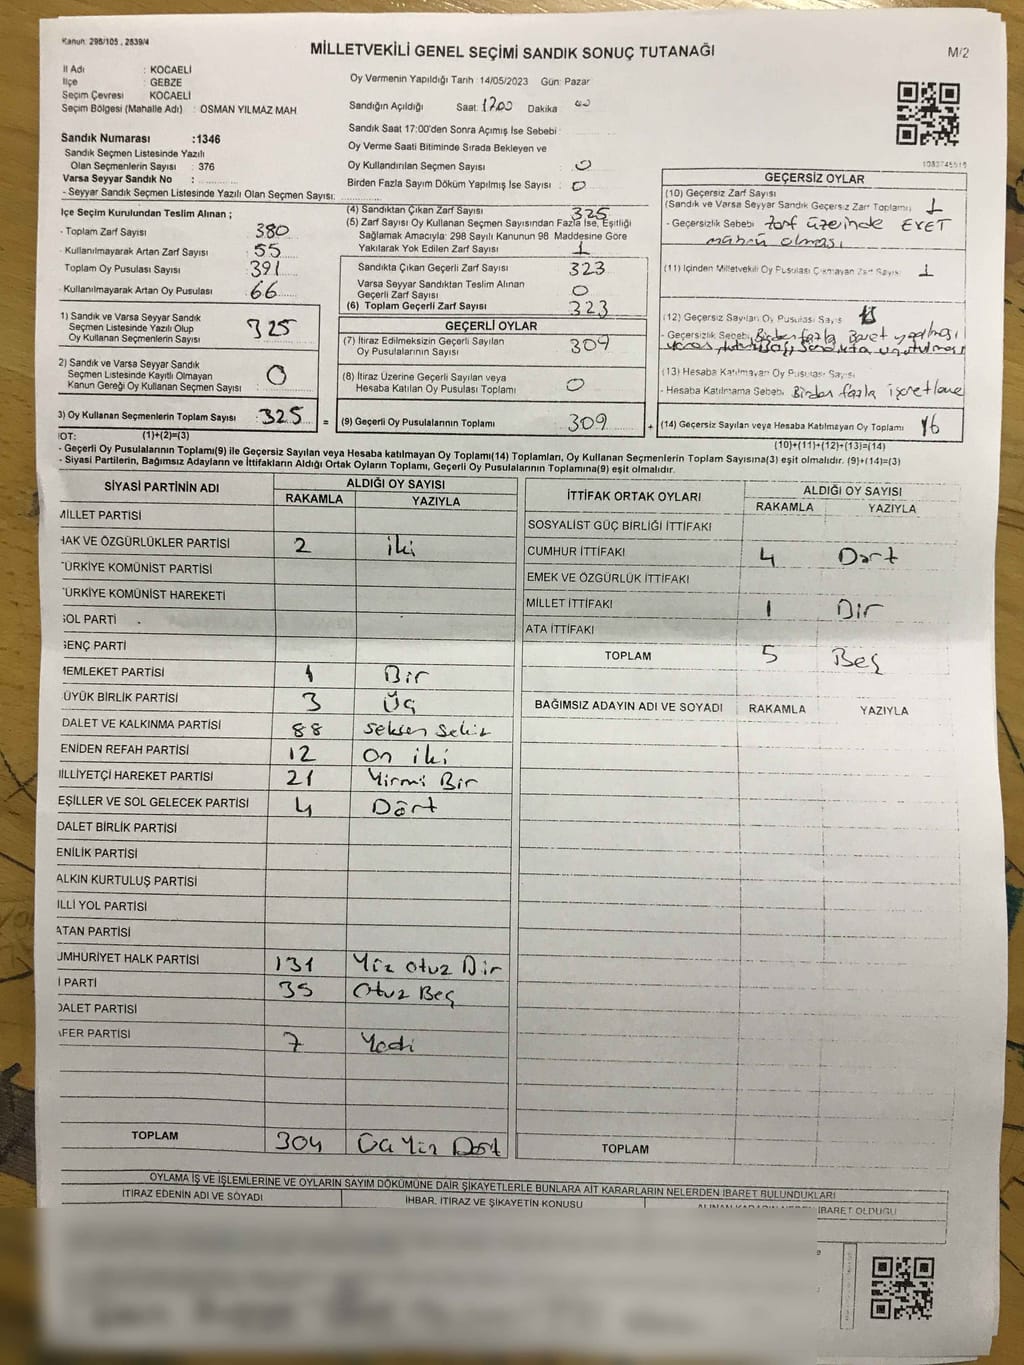 Kanun: 298/105 , 2839/4
MİLLETVEKİLİ GENEL SEÇİMİ SANDIK SONUÇ TUTANAĞI
M/2
İl Adı : KOCAELİ
İlçe : GEBZE
Seçim Çevresi : KOCAELİ
Seçim Bölgesi (Mahalle Adı) : OSMAN YILMAZ MAH
Oy Vermenin Yapıldığı Tarih :14/05/2023 Gün: Pazar
Sandığın Açıldığı Saat: 17.00 Dakika 00
Sandık Saat 17:00'den Sonra Açımış İse Sebebi :
Oy Verme Saati Bitiminde Sırada Bekleyen ve
Oy Kullandırılan Seçmen Sayısı : 0
Birden Fazla Sayım Döküm Yapılmış İse Sayısı : 0
Sandık Numarası :1346
Sandık Seçmen Listesinde Yazılı
Olan Seçmenlerin Sayısı : 376
Varsa Seyyar Sandık No :
- Seyyar Sandık Seçmen Listesinde Yazılı Olan Seçmen Sayısı:
İlçe Seçim Kurulundan Teslim Alınan ;
- Toplam Zarf Sayısı 380
- Kullanılmayarak Artan Zarf Sayısı 55
Toplam Oy Pusulası Sayısı 391
- Kullanılmayarak Artan Oy Pusulası 66
1) Sandık ve Varsa Seyyar Sandık
Seçmen Listesinde Yazılı Olup
Oy Kullanan Seçmenlerin Sayısı 325
2) Sandık ve Varsa Seyyar Sandık
Seçmen Listesinde Kayıtlı Olmayan
Kanun Gereği Oy Kullanan Seçmen Sayısı 0
3) Oy Kullanan Seçmenlerin Toplam Sayısı 325
(1)+(2)=(3)
(4) Sandıktan Çıkan Zarf Sayısı 325
(5) Zarf Sayısı Oy Kullanan Seçmen Sayısından Fazla İse, Eşitliği
Sağlamak Amacıyla: 298 Sayılı Kanunun 98 Maddesine Göre
Yakılarak Yok Edilen Zarf Sayısı 1
Sandıkta Çıkan Geçerli Zarf Sayısı 323
Varsa Seyyar Sandıktan Teslim Alınan
Geçerli Zarf Sayısı 0
(6) Toplam Geçerli Zarf Sayısı 323
GEÇERLİ OYLAR
(7) İtiraz Edilmeksizin Geçerli Sayılan
Oy Pusulalarının Sayısı 309
(8) İtiraz Üzerine Geçerli Sayılan veya
Hesaba Katılan Oy Pusulası Toplamı 0
= (9) Geçerli Oy Pusulalarının Toplamı 309
1082745515
GEÇERSİZ OYLAR
(10) Geçersiz Zarf Sayısı
(Sandık ve Varsa Seyyar Sandık Geçersiz Zarf Toplamı) 1
- Geçersizlik Sebebi zarf üzerinde EVET
mührü olması
(11) İçinden Milletvekili Oy Pusulası Çıkmayan Zarf Sayısı 1
(12) Geçersiz Sayılan Oy Pusulası Sayısı
- Geçersizlik Sebebi Birden fazla
(13) Hesaba Katılmayan Oy Pusulası Sayısı
- Hesaba Katılmama Sebebi Birden fazla işaretleme
+ (14) Geçersiz Sayılan veya Hesaba Katılmayan Oy Toplamı 16
(10)+(11)+(12)+(13)=(14)
OT:
- Geçerli Oy Pusulalarının Toplamı(9) ile Geçersiz Sayılan veya Hesaba katılmayan Oy Toplamı(14) Toplamları, Oy Kullanan Seçmenlerin Toplam Sayısına(3) eşit olmalıdır. (9)+(14)=(3)
- Siyasi Partilerin, Bağımsız Adayların ve İttifakların Aldığı Ortak Oyların Toplamı, Geçerli Oy Pusulalarının Toplamına(9) eşit olmalıdır.
SİYASİ PARTİNİN ADI ALDIĞI OY SAYISI
RAKAMLA YAZIYLA
MİLLET PARTİSİ
HAK VE ÖZGÜRLÜKLER PARTİSİ 2 iki
ÜRKİYE KOMÜNİST PARTİSİ
ÜRKİYE KOMÜNİST HAREKETİ
SOL PARTİ
GENÇ PARTİ
MEMLEKET PARTİSİ 1 Bir
ÜYÜK BİRLİK PARTİSİ 3 Üç
DALET VE KALKINMA PARTİSİ 88 seksen sekiz
ENİDEN REFAH PARTİSİ 12 on iki
İLLİYETÇİ HAREKET PARTİSİ 21 Yirmi Bir
EŞİLLER VE SOL GELECEK PARTİSİ 4 Dört
DALET BİRLİK PARTİSİ
ENİLİK PARTİSİ
ALKIN KURTULUŞ PARTİSİ
İLLİ YOL PARTİSİ
ATAN PARTİSİ
UMHURİYET HALK PARTİSİ 131 Yüz otuz Bir
İ PARTİ 35 Otuz Beş
DALET PARTİSİ
AFER PARTİSİ 7 Yedi
TOPLAM 304 Üç Yüz Dört
İTTİFAK ORTAK OYLARI ALDIĞI OY SAYISI
RAKAMLA YAZIYLA
SOSYALİST GÜÇ BİRLİĞİ İTTİFAKI
CUMHUR İTTİFAKI 4 Dört
EMEK VE ÖZGÜRLÜK İTTİFAKI
MİLLET İTTİFAKI 1 Bir
ATA İTTİFAKI
TOPLAM 5 Beş
BAĞIMSIZ ADAYIN ADI VE SOYADI RAKAMLA YAZIYLA
TOPLAM
OYLAMA İŞ VE İŞLEMLERİNE VE OYLARIN SAYIM DÖKÜMÜNE DAİR ŞİKAYETLERLE BUNLARA AİT KARARLARIN NELERDEN İBARET BULUNDUKLARI
İTİRAZ EDENİN ADI VE SOYADI İHBAR, İTİRAZ VE ŞİKAYETİN KONUSU İBARET OLDUĞU